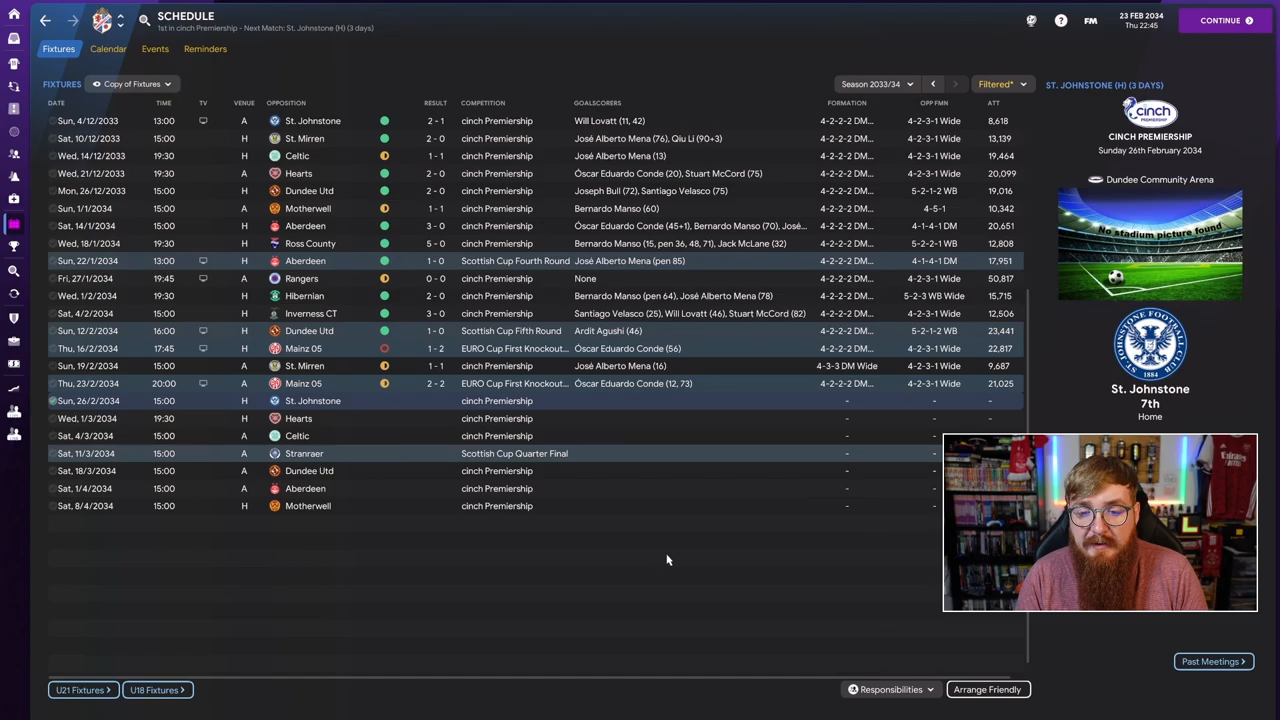 SCHEDULE
1st in cinch Premiership - Next Match: St. Johnstone (H) (3 days)
FM 23 FEB 2034
Thu 22:45
CONTINUE
Fixtures Calendar Events Reminders
FIXTURES Copy of Fixtures Season 2033/34 Filtered*
DATE TIME TV VENUE OPPOSITION RESULT COMPETITION GOALSCORERS FORMATION OPP FMN ATT
Sun, 4/12/2033 13:00 A St. Johnstone 2 - 1 cinch Premiership Will Lovatt (11, 42) 4-2-2-2 DM... 4-2-3-1 Wide 8,618
Sat, 10/12/2033 15:00 H St. Mirren 2 - 0 cinch Premiership José Alberto Mena (76), Qiu Li (90+3) 4-2-2-2 DM... 4-2-3-1 Wide 13,139
Wed, 14/12/2033 19:30 H Celtic 1 - 1 cinch Premiership José Alberto Mena (13) 4-2-2-2 DM... 4-2-3-1 Wide 19,464
Wed, 21/12/2033 19:30 A Hearts 2 - 0 cinch Premiership Óscar Eduardo Conde (20), Stuart McCord (75) 4-2-2-2 DM... 4-2-3-1 Wide 20,099
Mon, 26/12/2033 15:00 H Dundee Utd 2 - 0 cinch Premiership Joseph Bull (72), Santiago Velasco (75) 4-2-2-2 DM... 5-2-1-2 WB 19,016
Sun, 1/1/2034 15:00 A Motherwell 1 - 1 cinch Premiership Bernardo Manso (60) 4-2-2-2 DM... 4-5-1 10,342
Sat, 14/1/2034 15:00 H Aberdeen 3 - 0 cinch Premiership Óscar Eduardo Conde (45+1), Bernardo Manso (70), José... 4-2-2-2 DM... 4-1-4-1 DM 20,651
Wed, 18/1/2034 19:30 H Ross County 5 - 0 cinch Premiership Bernardo Manso (15, pen 36, 48, 71), Jack McLane (32) 4-2-2-2 DM... 5-2-2-1 WB 12,808
Sun, 22/1/2034 13:00 H Aberdeen 1 - 0 Scottish Cup Fourth Round José Alberto Mena (pen 85) 4-2-2-2 DM... 4-1-4-1 DM 17,951
Fri, 27/1/2034 19:45 A Rangers 0 - 0 cinch Premiership None 4-2-2-2 DM... 4-2-3-1 Wide 50,817
Wed, 1/2/2034 19:30 H Hibernian 2 - 0 cinch Premiership Bernardo Manso (pen 64), José Alberto Mena (78) 4-2-2-2 DM... 5-2-3 WB Wide 15,715
Sat, 4/2/2034 15:00 H Inverness CT 3 - 0 cinch Premiership Santiago Velasco (25), Will Lovatt (46), Stuart McCord (82) 4-2-2-2 DM... 4-2-3-1 Wide 12,506
Sun, 12/2/2034 16:00 H Dundee Utd 1 - 0 Scottish Cup Fifth Round Ardit Agushi (46) 4-2-2-2 DM... 5-2-1-2 WB 23,441
Thu, 16/2/2034 17:45 H Mainz 05 1 - 2 EURO Cup First Knockout... Óscar Eduardo Conde (56) 4-2-2-2 DM... 4-2-3-1 Wide 22,817
Sun, 19/2/2034 15:00 A St. Mirren 1 - 1 cinch Premiership José Alberto Mena (16) 4-3-3 DM Wide 4-2-3-1 Wide 9,687
Thu, 23/2/2034 20:00 A Mainz 05 2 - 2 EURO Cup First Knockout... Óscar Eduardo Conde (12, 73) 4-2-2-2 DM... 4-2-3-1 Wide 21,025
Sun, 26/2/2034 15:00 H St. Johnstone cinch Premiership - - -
Wed, 1/3/2034 19:30 H Hearts cinch Premiership - - -
Sat, 4/3/2034 15:00 A Celtic cinch Premiership - -
Sat, 11/3/2034 15:00 A Stranraer Scottish Cup Quarter Final - -
Sat, 18/3/2034 15:00 A Dundee Utd cinch Premiership - -
Sat, 1/4/2034 15:00 A Aberdeen cinch Premiership - -
Sat, 8/4/2034 15:00 H Motherwell cinch Premiership - -
ST. JOHNSTONE (H) (3 DAYS)
cinch
PREMIERSHIP
CINCH PREMIERSHIP
Sunday 26th February 2034
Dundee Community Arena
No stadium picture found
St. Johnstone
7th
Home
Past Meetings
U21 Fixtures U18 Fixtures Responsibilities Arrange Friendly